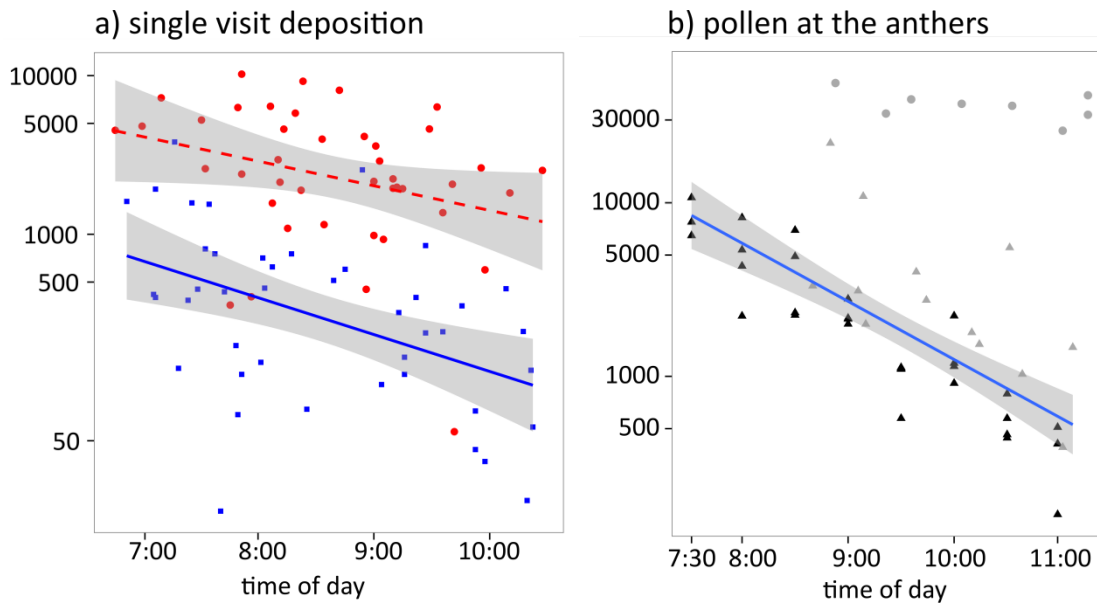 a) single visit deposition
10000
5000
1000
500
50
7:00 8:00 9:00 10:00
time of day
b) pollen at the anthers
30000
10000
5000
1000
500
7:30 8:00 9:00 10:00 11:00
time of day